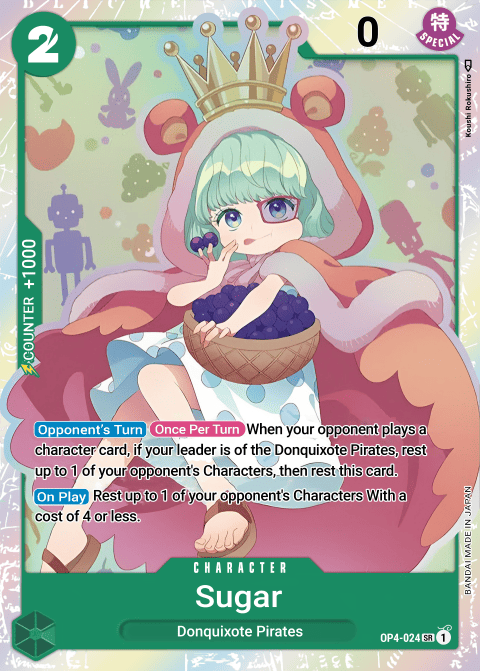 2
0
特
SPECIAL
Koushi Rokushiro
COUNTER +1000
Opponent's Turn Once Per Turn When your opponent plays a
character card, if your leader is of the Donquixote Pirates, rest
up to 1 of your opponent's Characters, then rest this card.
On Play Rest up to 1 of your opponent's Characters With a
cost of 4 or less.
BANDAI MADE IN JAPAN
CHARACTER
Sugar
Donquixote Pirates
OP4-024 SR 1